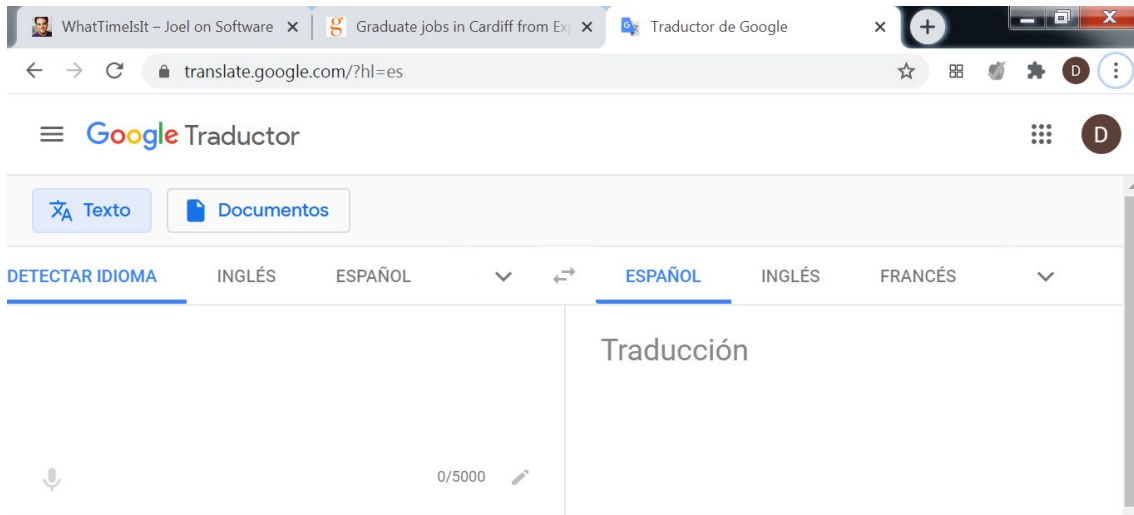 WhatTimeIsIt – Joel on Software Graduate jobs in Cardiff from Ex Traductor de Google
translate.google.com/?hl=es D
Google Traductor D
Texto Documentos
DETECTAR IDIOMA INGLÉS ESPAÑOL ESPAÑOL INGLÉS FRANCÉS
Traducción
0/5000